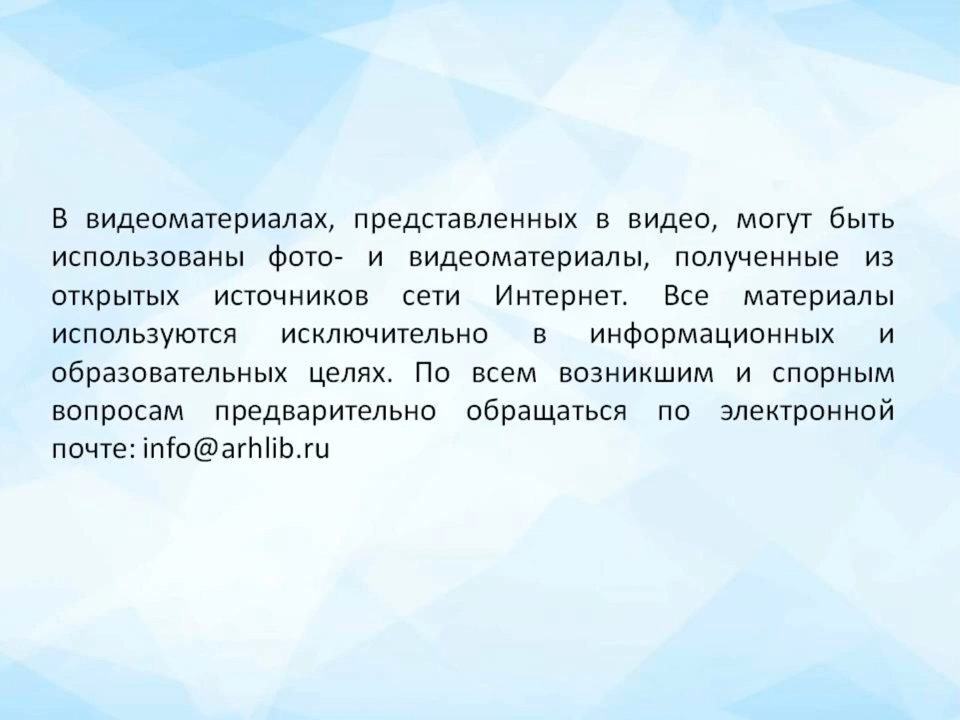 В видеоматериалах, представленных в видео, могут быть
использованы фото- и видеоматериалы, полученные из
открытых источников сети Интернет. Все материалы
используются исключительно в информационных и
образовательных целях. По всем возникшим и спорным
вопросам предварительно обращаться по электронной
почте: info@arhlib.ru